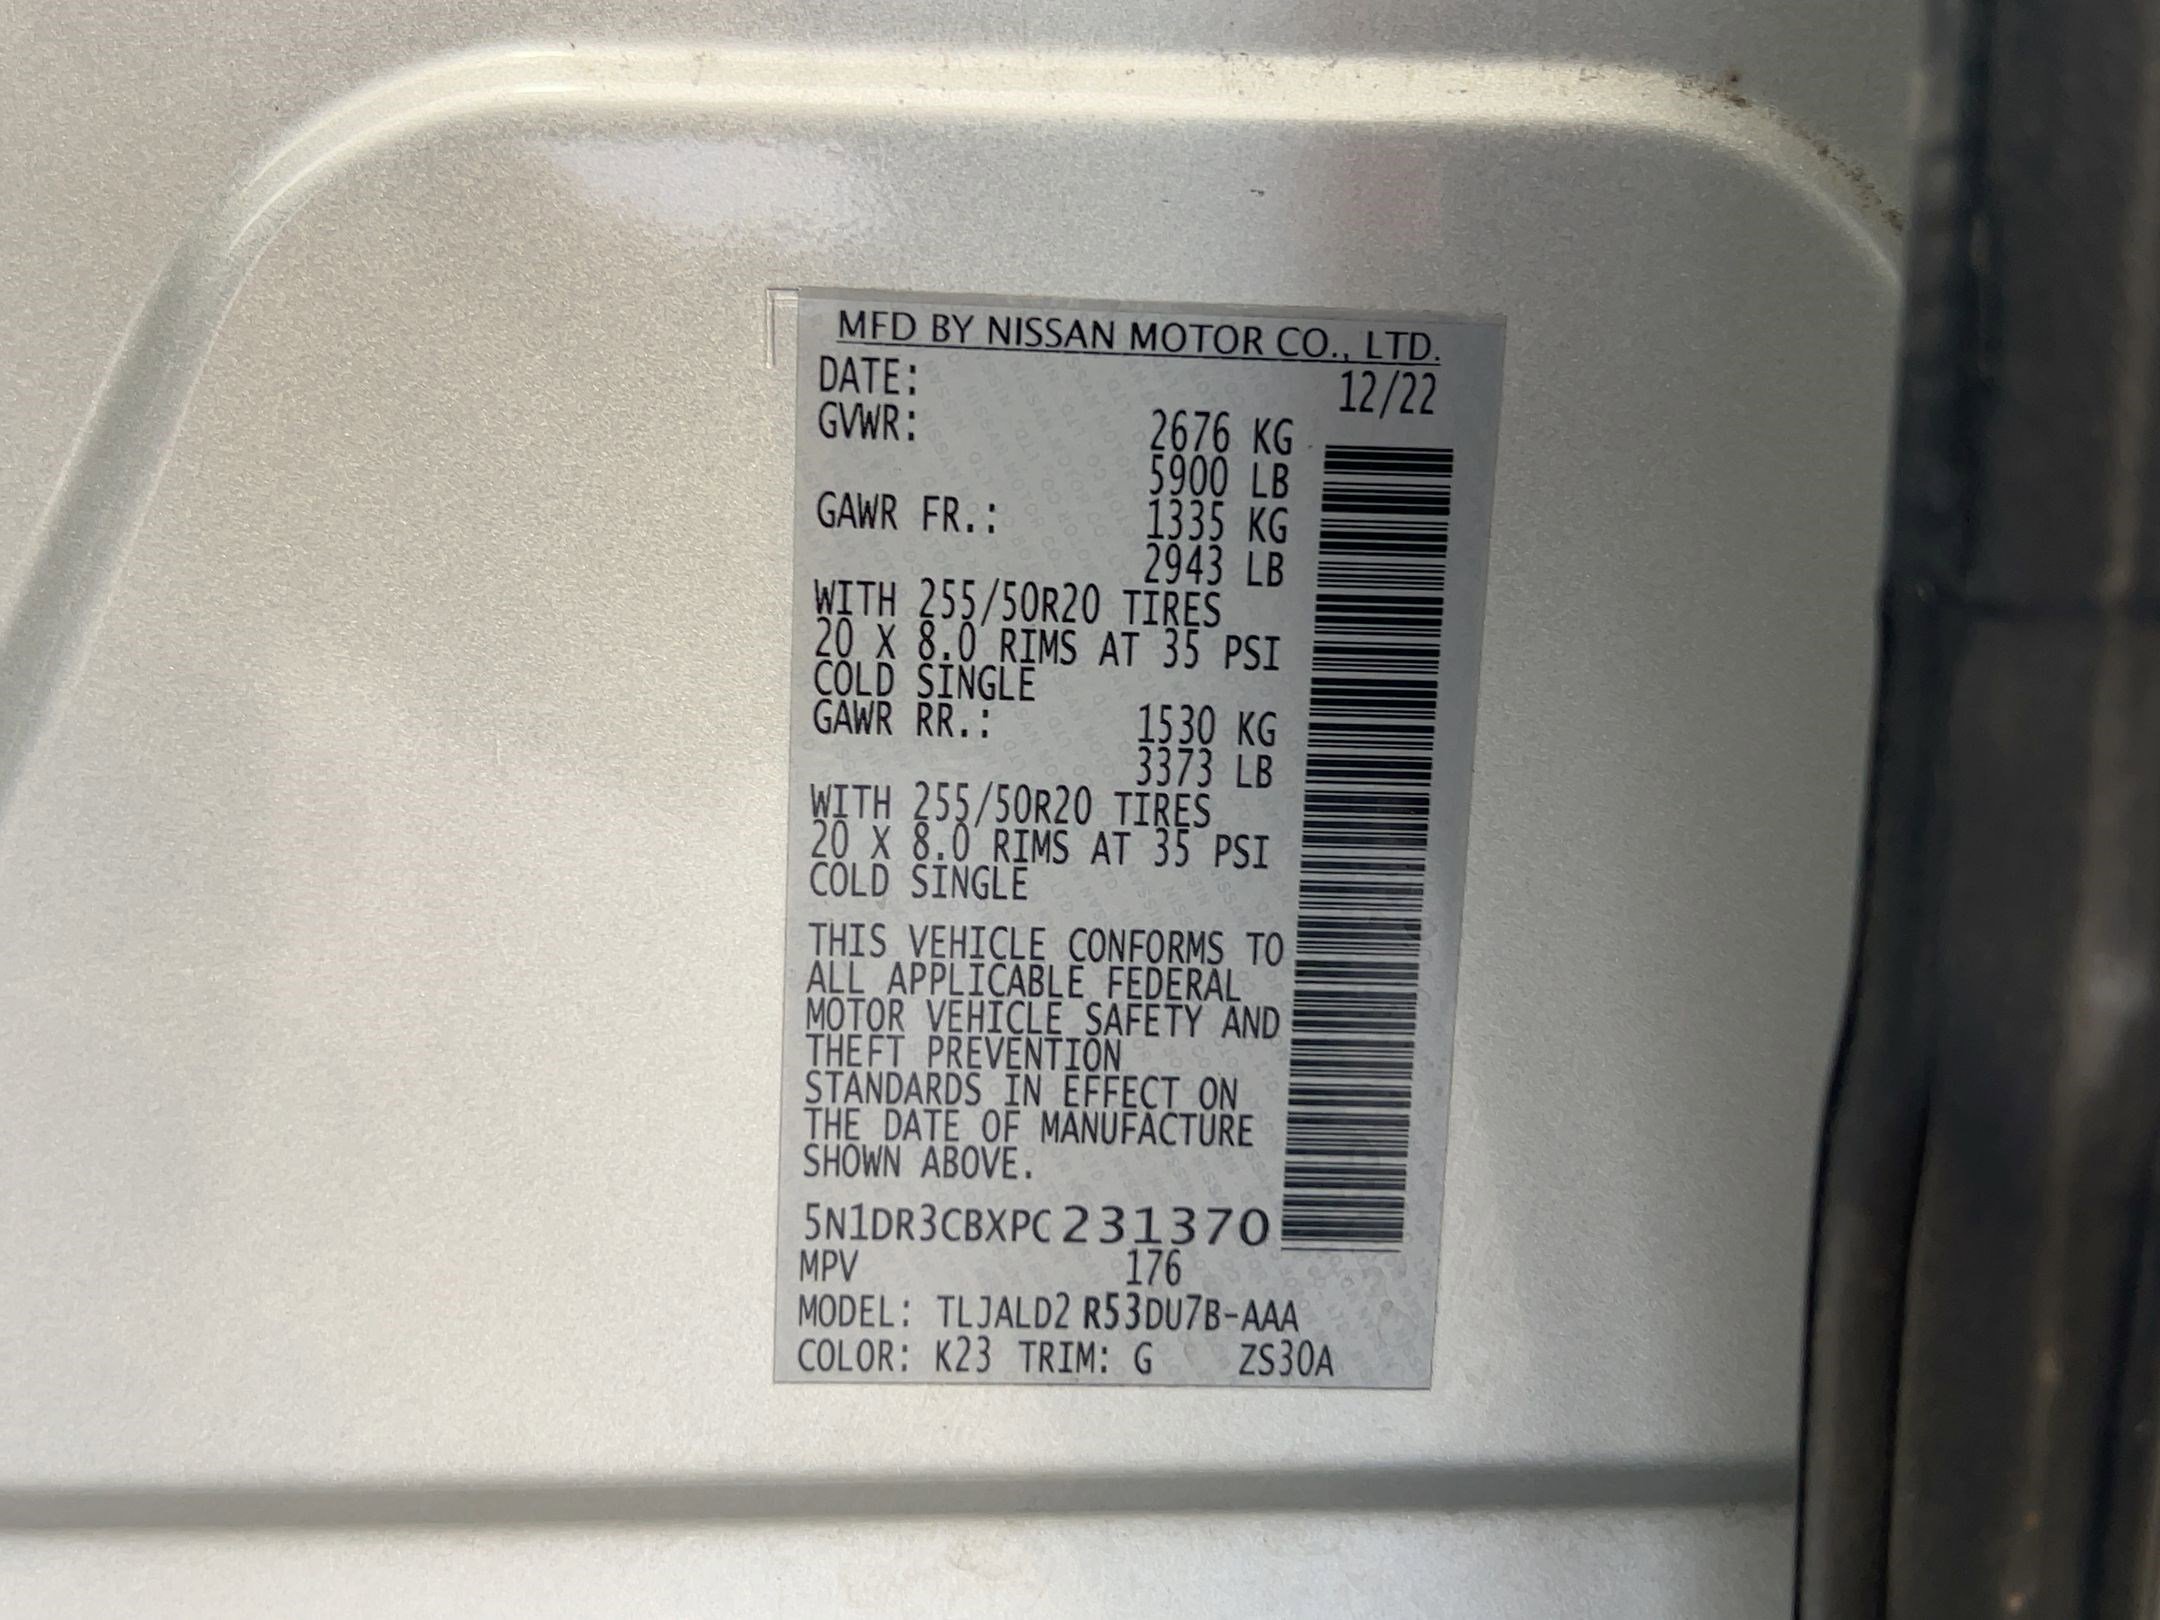 MFD BY NISSAN MOTOR CO., LTD.
DATE: 12/22
GVWR: 2676 KG
5900 LB
GAWR FR.: 1335 KG
2943 LB
WITH 255/50R20 TIRES
20 X 8.0 RIMS AT 35 PSI
COLD SINGLE
GAWR RR.: 1530 KG
3373 LB
WITH 255/50R20 TIRES
20 X 8.0 RIMS AT 35 PSI
COLD SINGLE
THIS VEHICLE CONFORMS TO
ALL APPLICABLE FEDERAL
MOTOR VEHICLE SAFETY AND
THEFT PREVENTION
STANDARDS IN EFFECT ON
THE DATE OF MANUFACTURE
SHOWN ABOVE.
5N1DR3CBXPC231370
MPV 176
MODEL: TLJALD2 R53DU7B-AAA
COLOR: K23 TRIM: G ZS30A